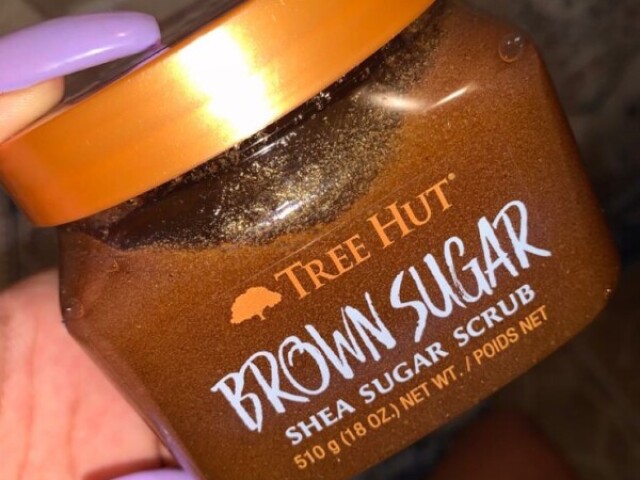 TREE HUT®
BROWN SUGAR
SHEA SUGAR SCRUB
510 g (18 OZ.) NET WT. / POIDS NET